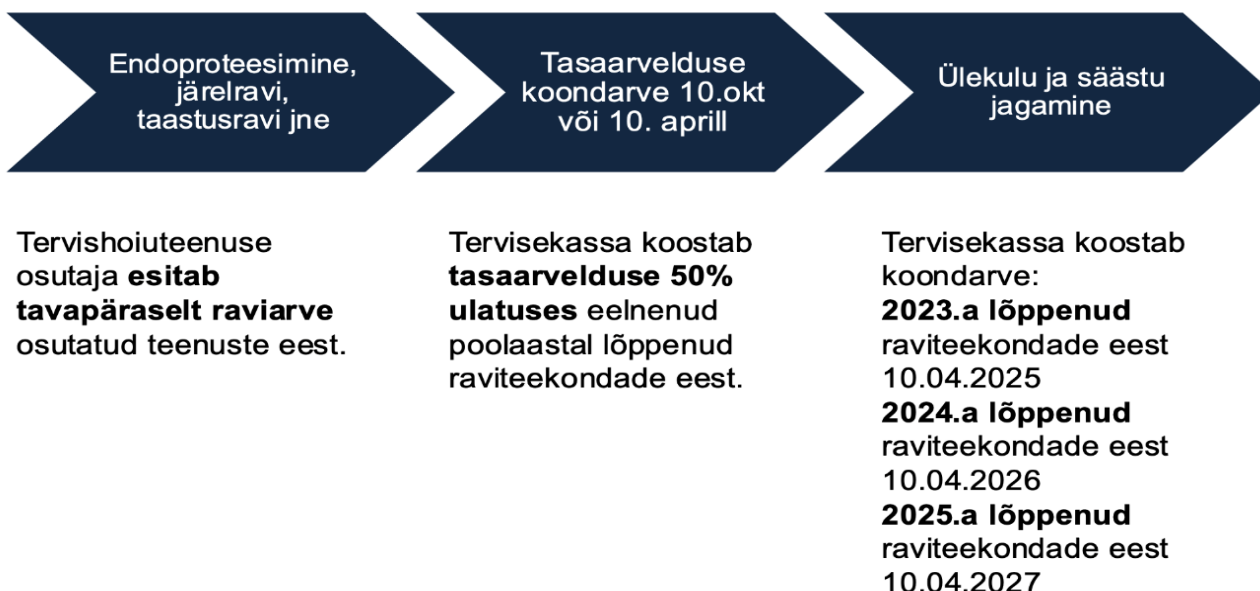 Endoproteesimine,
järelravi,
taastusravi jne
Tasaarvelduse
koondarve 10.okt
või 10. aprill
Ülekulu ja säästu
jagamine
Tervishoiuteenuse
osutaja esitab
tavapäraselt raviarve
osutatud teenuste eest.
Tervisekassa koostab
tasaarvelduse 50%
ulatuses eelnenud
poolaastal lõppenud
raviteekondade eest.
Tervisekassa koostab
koondarve:
2023.a lõppenud
raviteekondade eest
10.04.2025
2024.a lõppenud
raviteekondade eest
10.04.2026
2025.a lõppenud
raviteekondade eest
10.04.2027